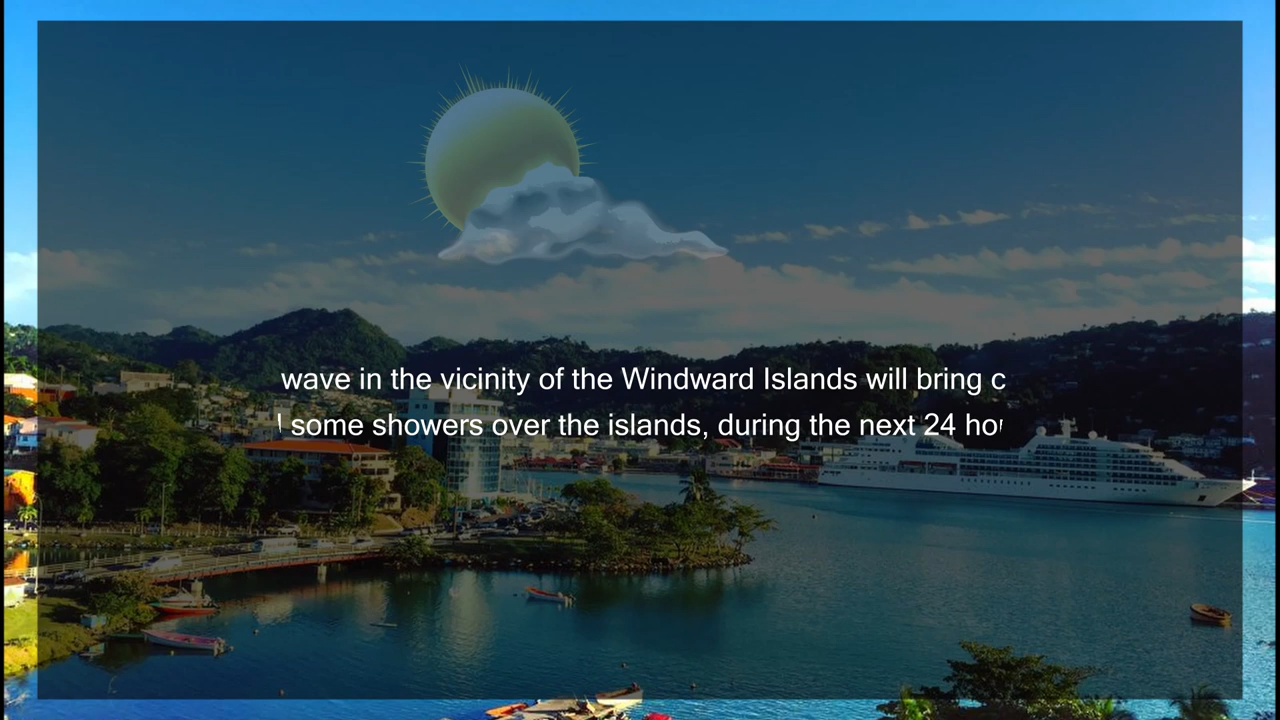 wave in the vicinity of the Windward Islands will bring
some showers over the islands, during the next 24